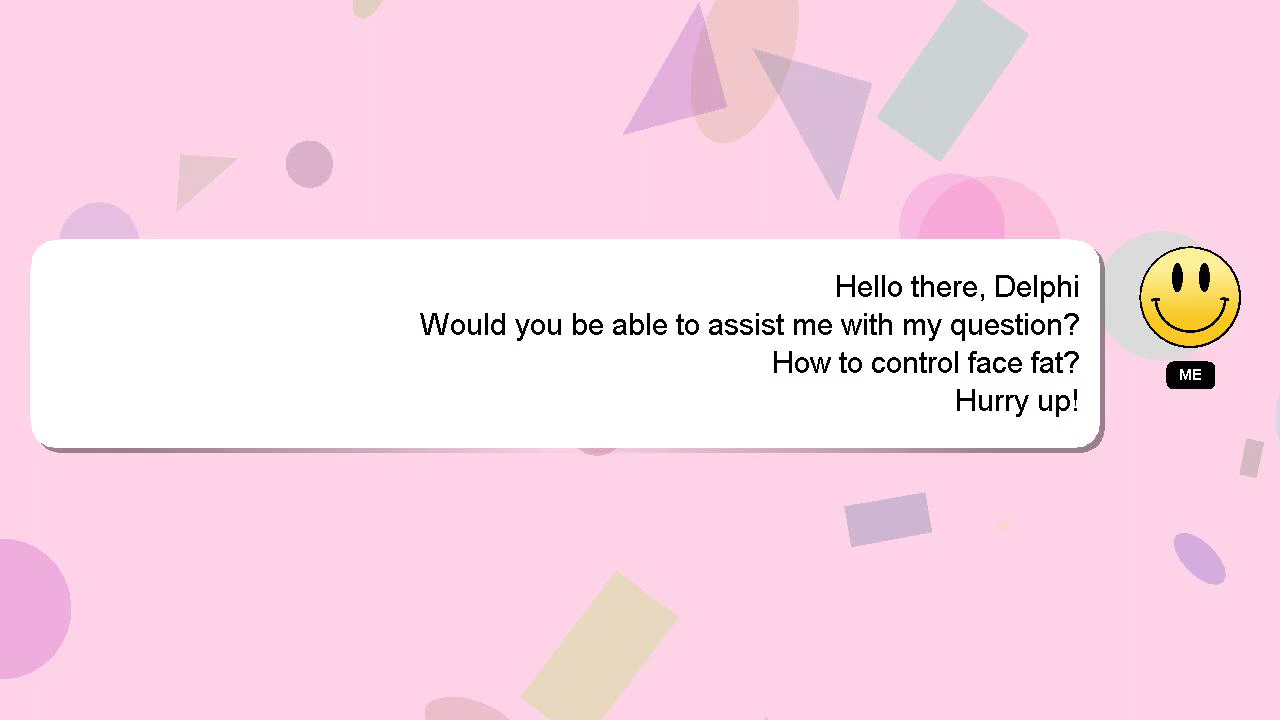 Hello there, Delphi
Would you be able to assist me with my question?
How to control face fat?
Hurry up!
ME